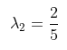 λ₂ = 2/5